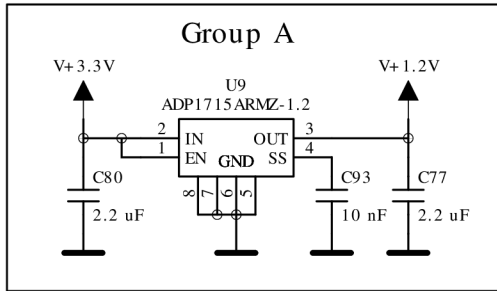 Group A
V+3.3V
V+1.2V
U9
ADP1715ARMZ-1.2
2 IN OUT 3
1 EN GND SS 4
8 7 6 5
C80
2.2 uF
C93
10 nF
C77
2.2 uF